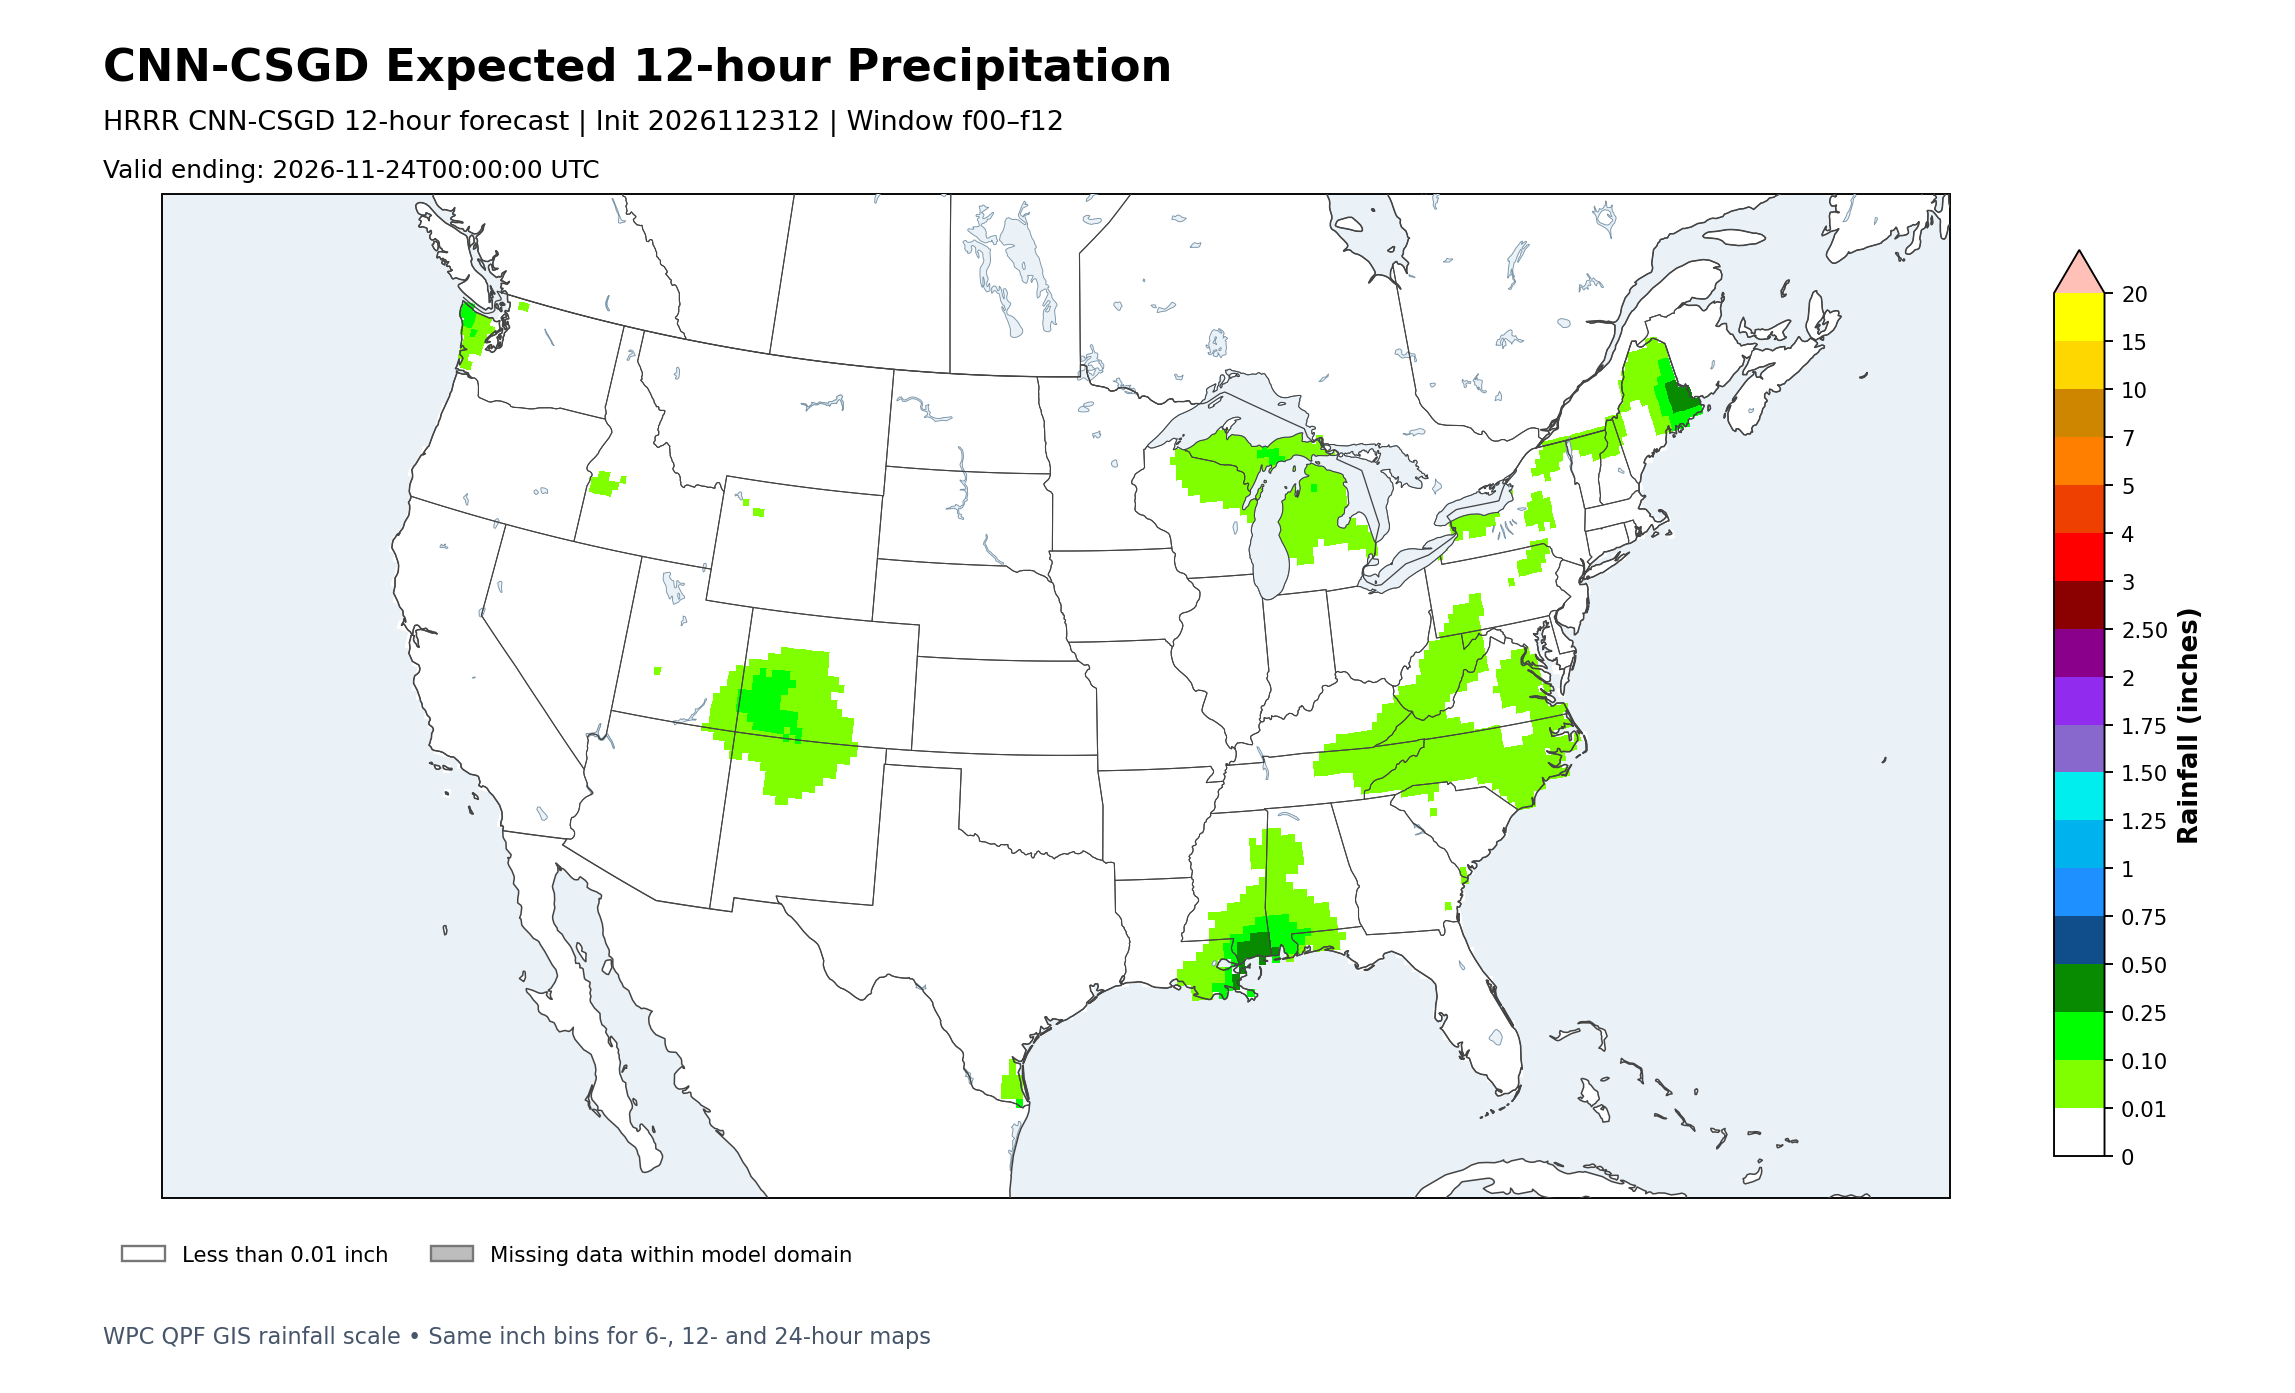 CNN-CSGD Expected 12-hour Precipitation
HRRR CNN-CSGD 12-hour forecast | Init 2026112312 | Window f00–f12
Valid ending: 2026-11-24T00:00:00 UTC
20
15
10
7
5
4
3
2.50
2
1.75
1.50
1.25
1
0.75
0.50
0.25
0.10
0.01
0
Rainfall (inches)
Less than 0.01 inch
Missing data within model domain
WPC QPF GIS rainfall scale • Same inch bins for 6-, 12- and 24-hour maps